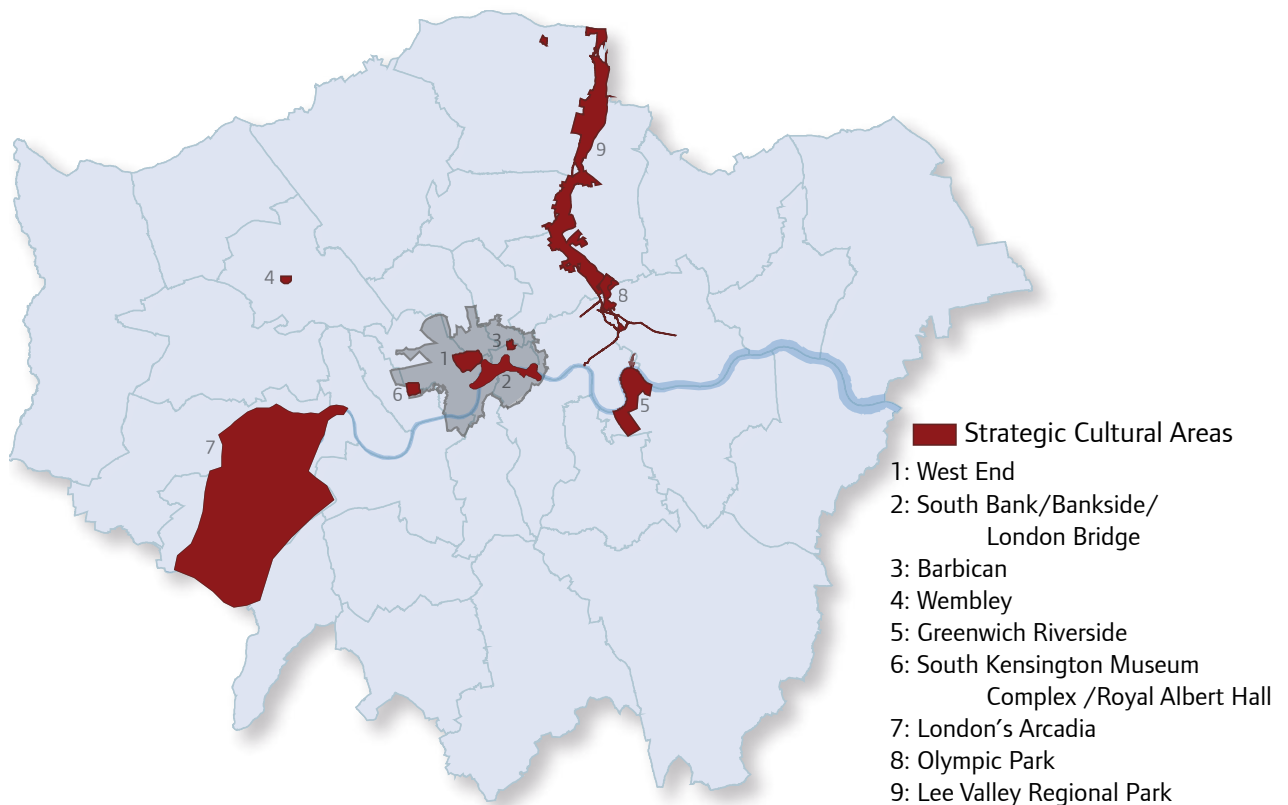 9
4
8
3
1
2
6
5
7
Strategic Cultural Areas
1: West End
2: South Bank/Bankside/
London Bridge
3: Barbican
4: Wembley
5: Greenwich Riverside
6: South Kensington Museum
Complex /Royal Albert Hall
7: London's Arcadia
8: Olympic Park
9: Lee Valley Regional Park